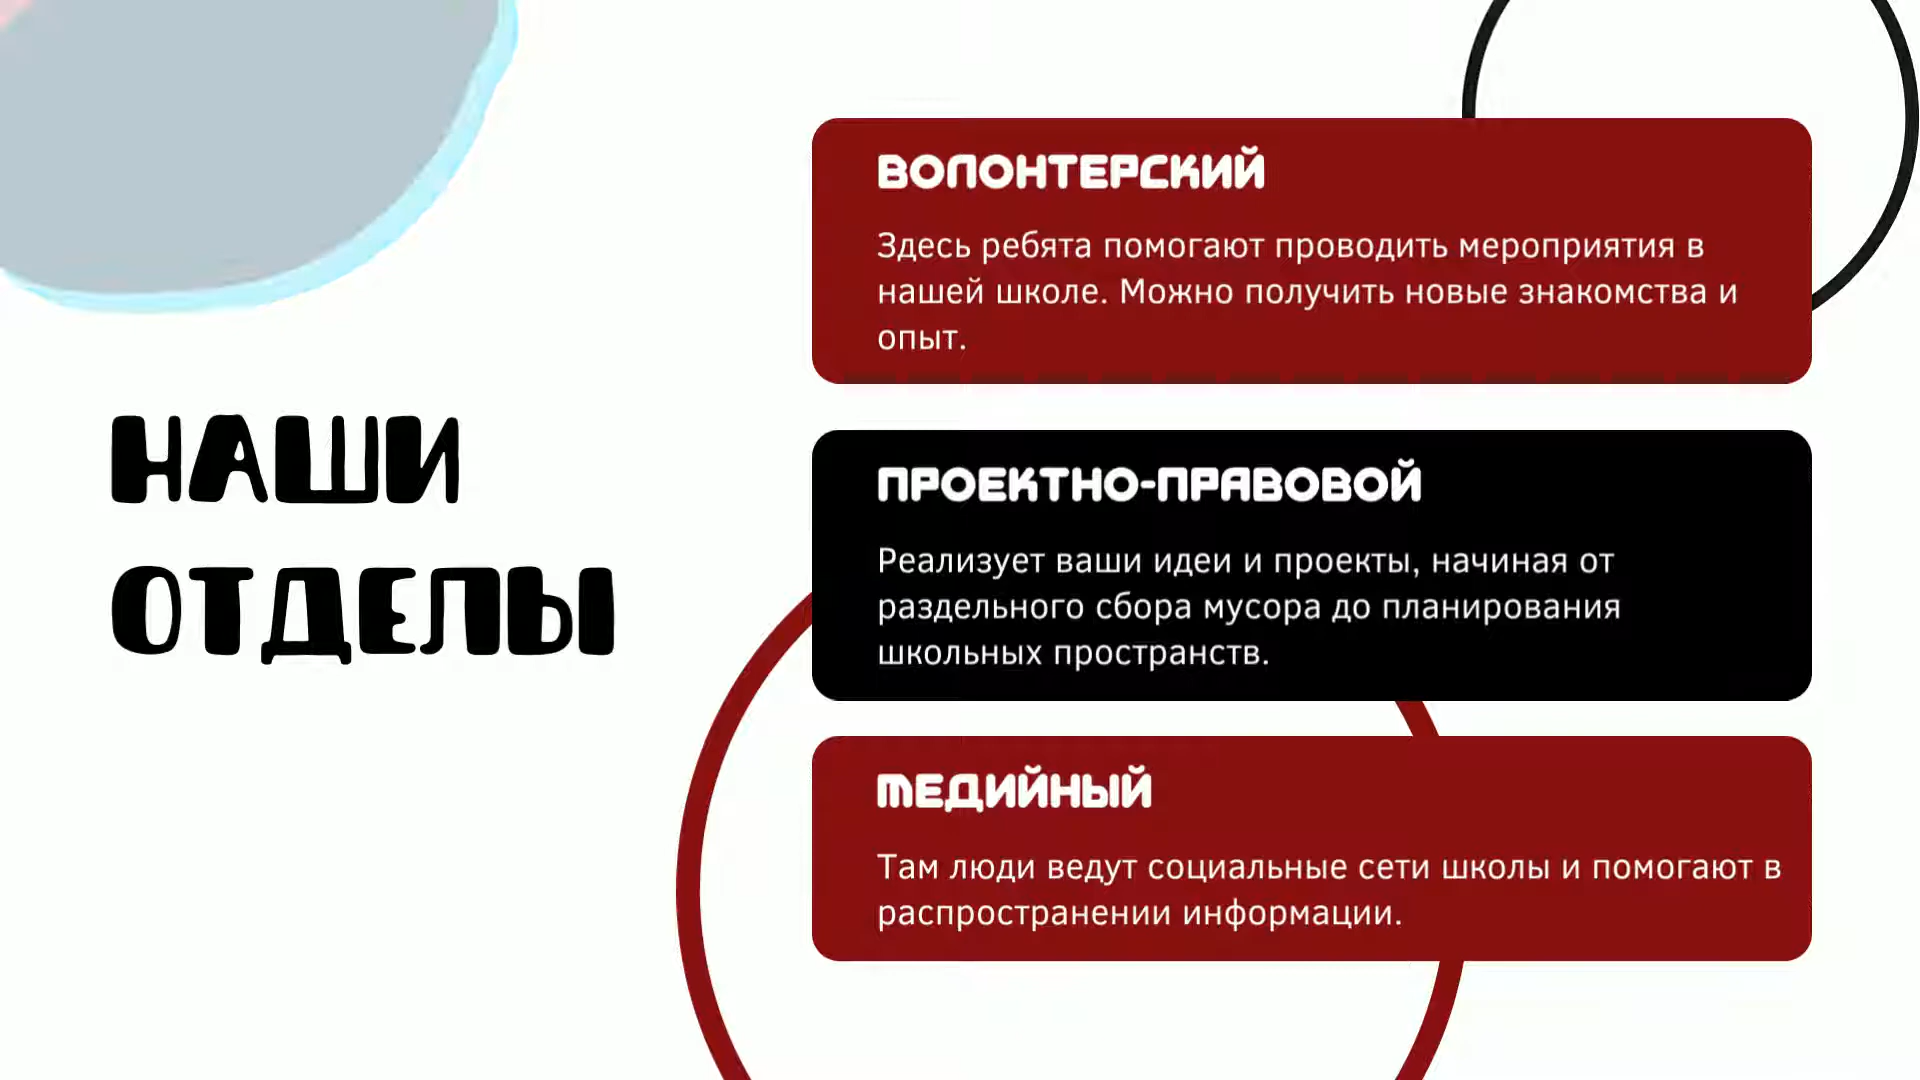 НАШИ
ОТДЕЛЫ
ВОЛОНТЕРСКИЙ
Здесь ребята помогают проводить мероприятия в
нашей школе. Можно получить новые знакомства и
опыт.
ПРОЕКТНО-ПРАВОВОЙ
Реализует ваши идеи и проекты, начиная от
раздельного сбора мусора до планирования
школьных пространств.
МЕДИЙНЫЙ
Там люди ведут социальные сети школы и помогают в
распространении информации.